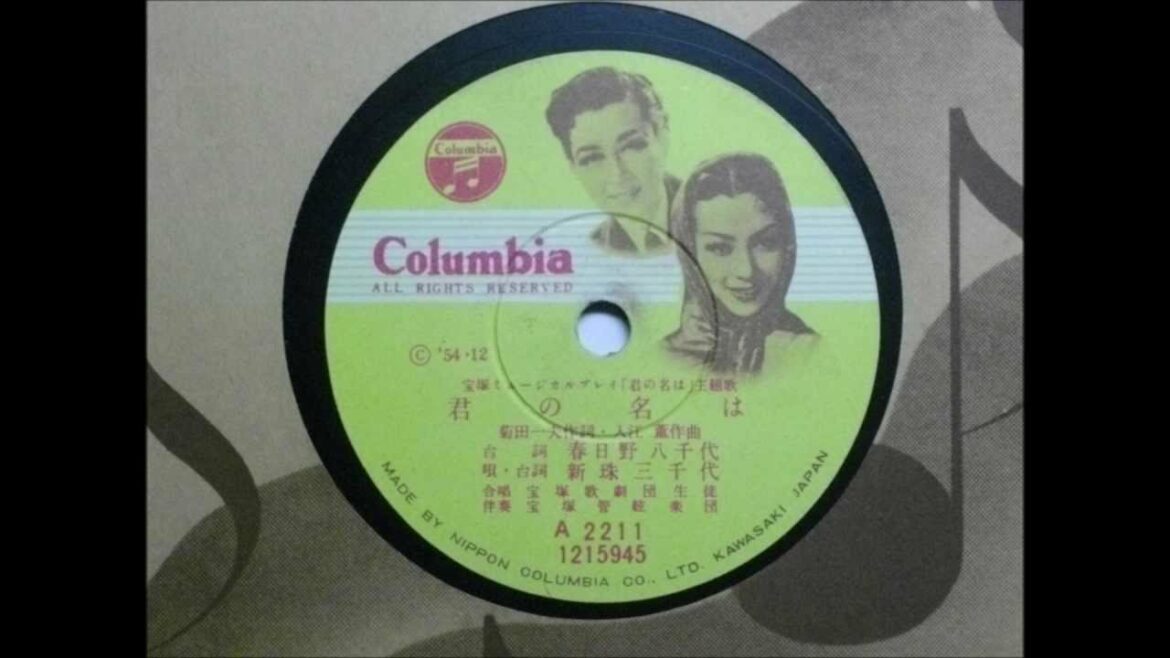 Columbia
Columbia
ALL RIGHTS RESERVED
Ⓒ '54・12
宝塚ミュージカルプレイ「君の名は」主題歌
君の名は
菊田一夫作詞・入江薫作曲
台詞 春日野八千代
唄・台詞 新珠三千代
合唱 宝塚歌劇団生徒
伴奏 宝塚管絃楽団
A 2211
1215945
MADE BY NIPPON COLUMBIA CO., LTD. KAWASAKI JAPAN